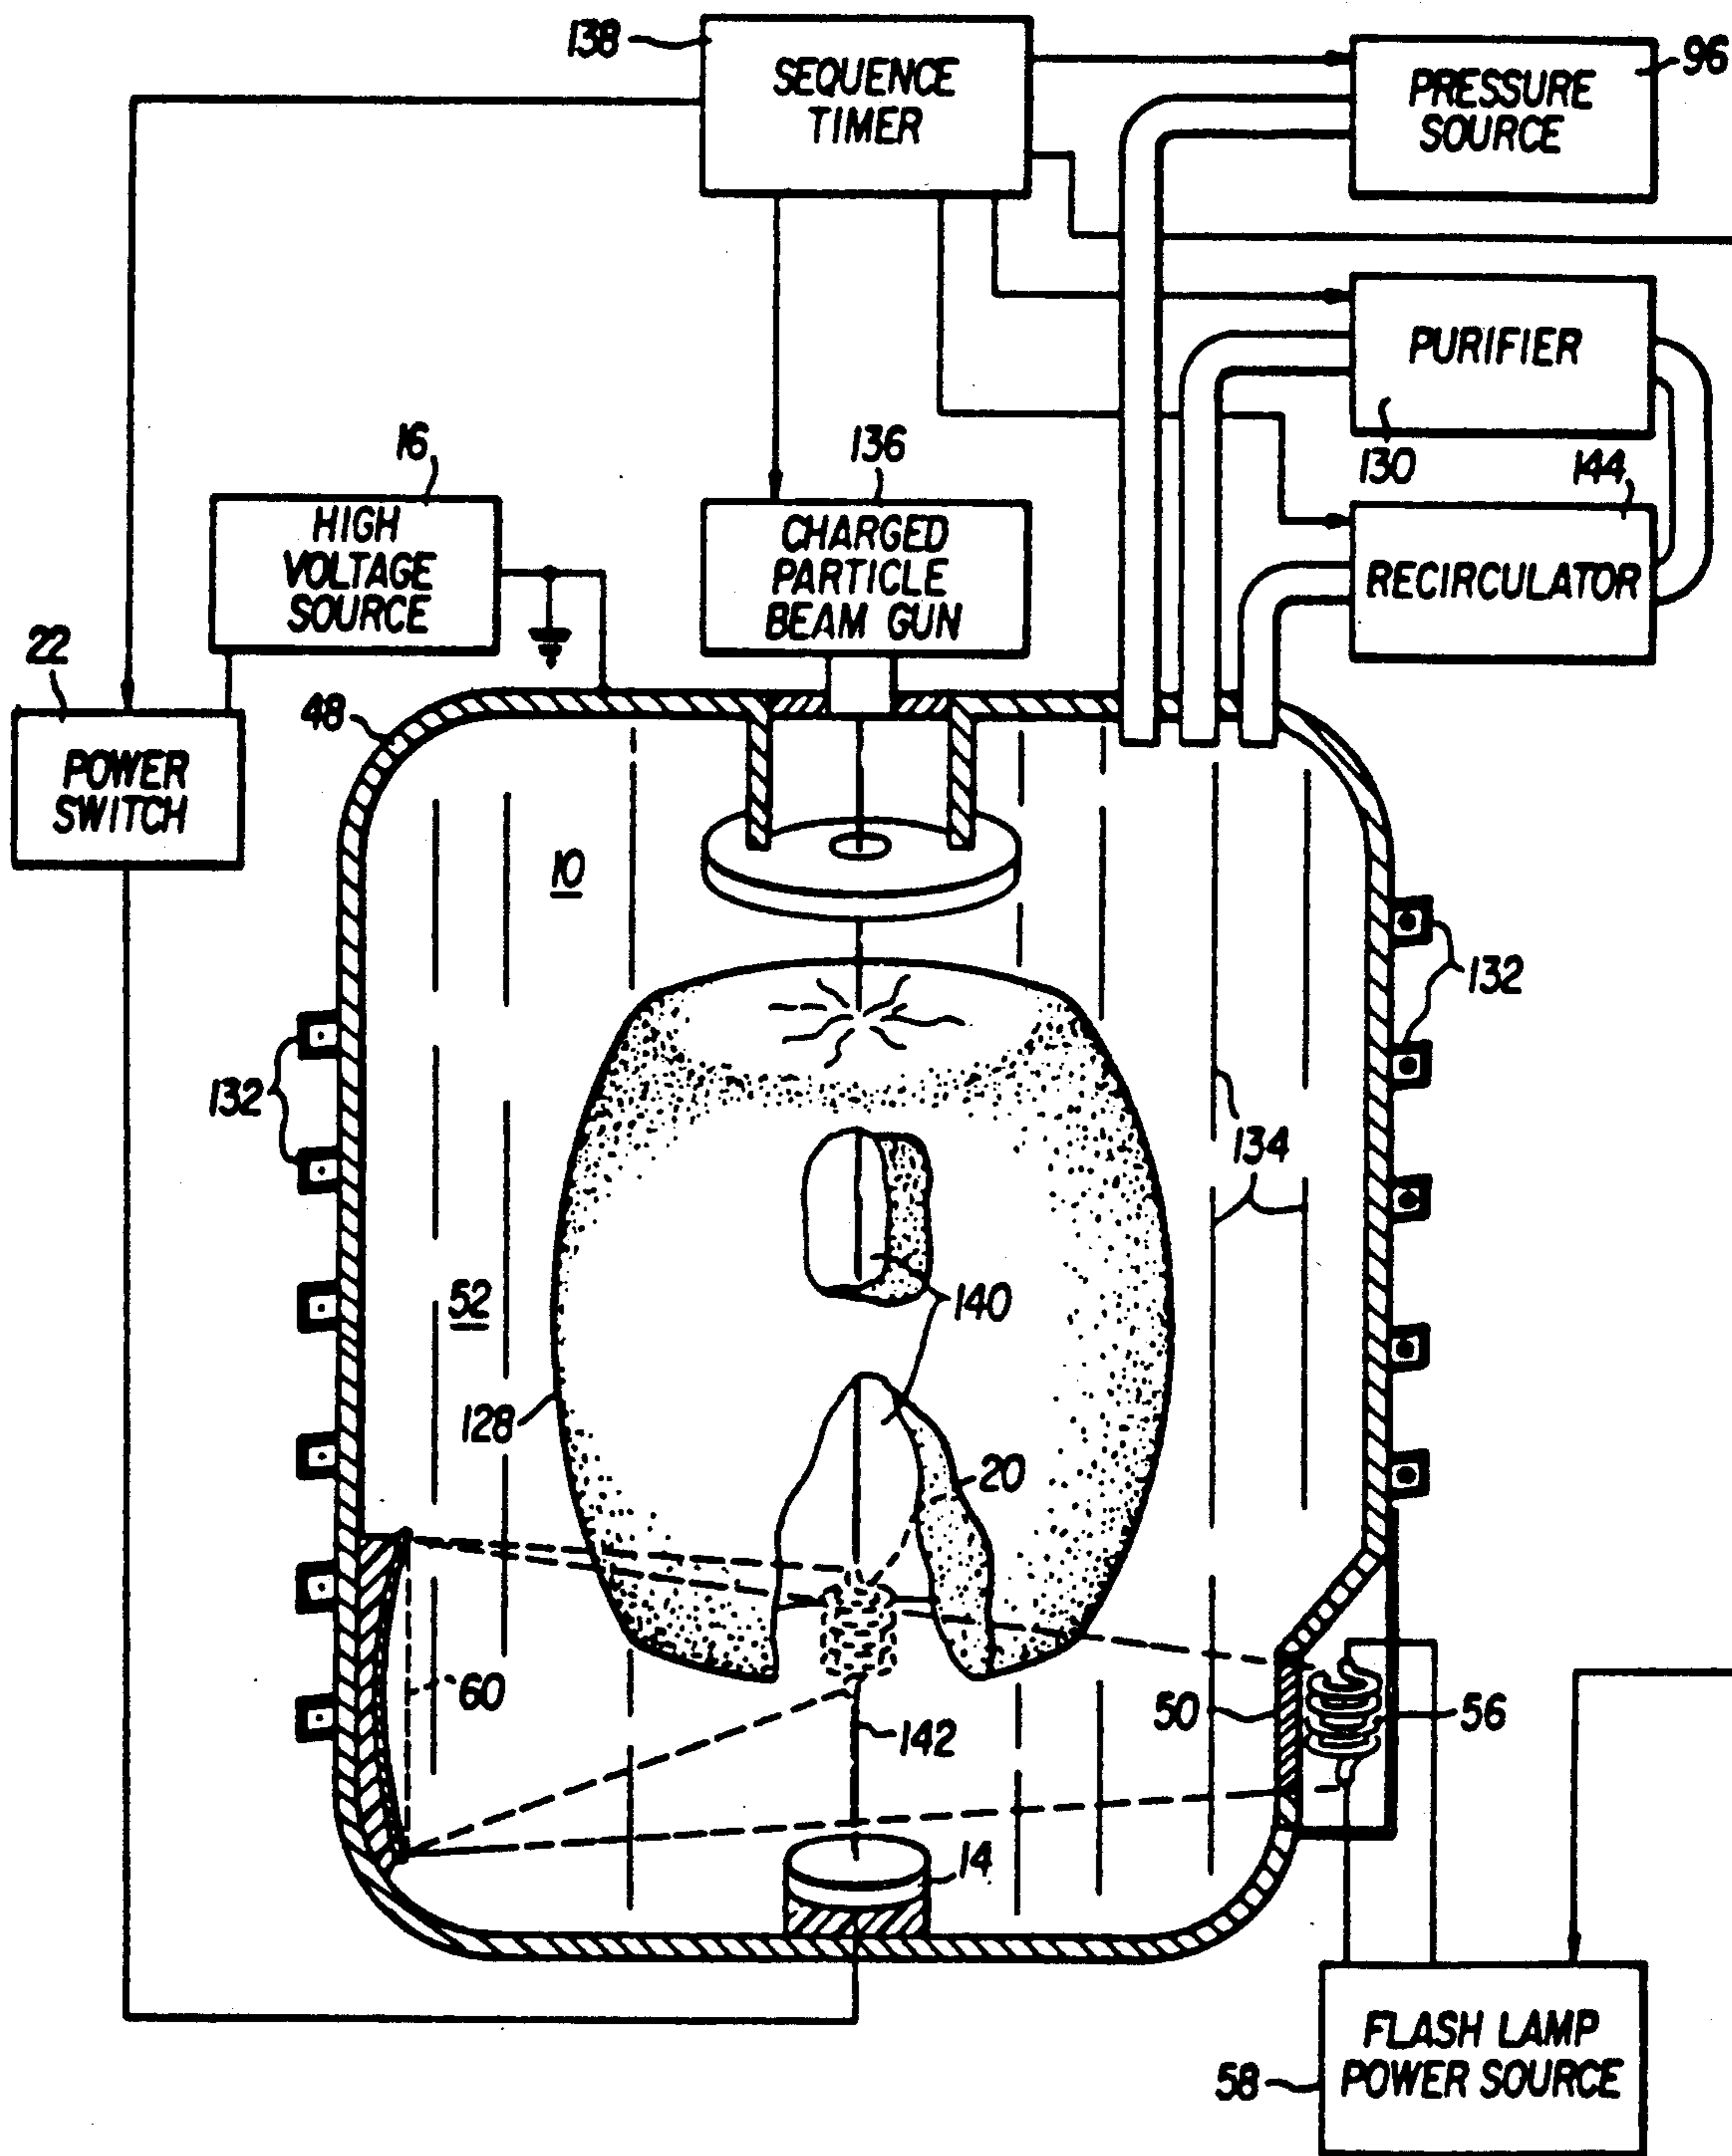 138
SEQUENCE
TIMER
PRESSURE
SOURCE
96
PURIFIER
130
144
RECIRCULATOR
16
HIGH
VOLTAGE
SOURCE
136
CHARGED
PARTICLE
BEAM GUN
22
POWER
SWITCH
48
10
132
132
134
52
140
128
20
60
142
50
56
14
58
FLASH LAMP
POWER SOURCE